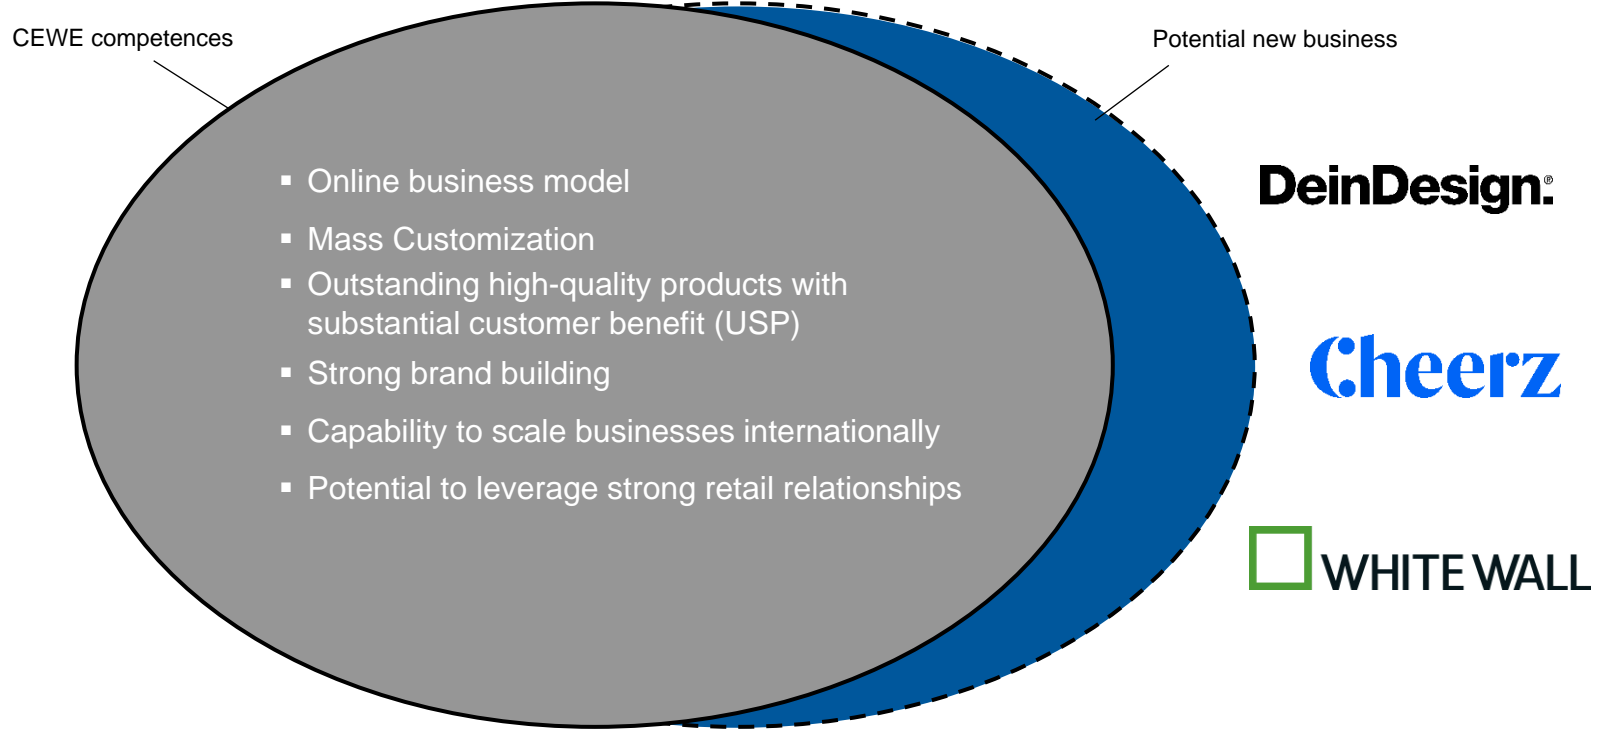 CEWE competences
Potential new business
▪ Online business model
▪ Mass Customization
▪ Outstanding high-quality products with
substantial customer benefit (USP)
▪ Strong brand building
▪ Capability to scale businesses internationally
▪ Potential to leverage strong retail relationships
DeinDesign.®
Cheerz
WHITE WALL